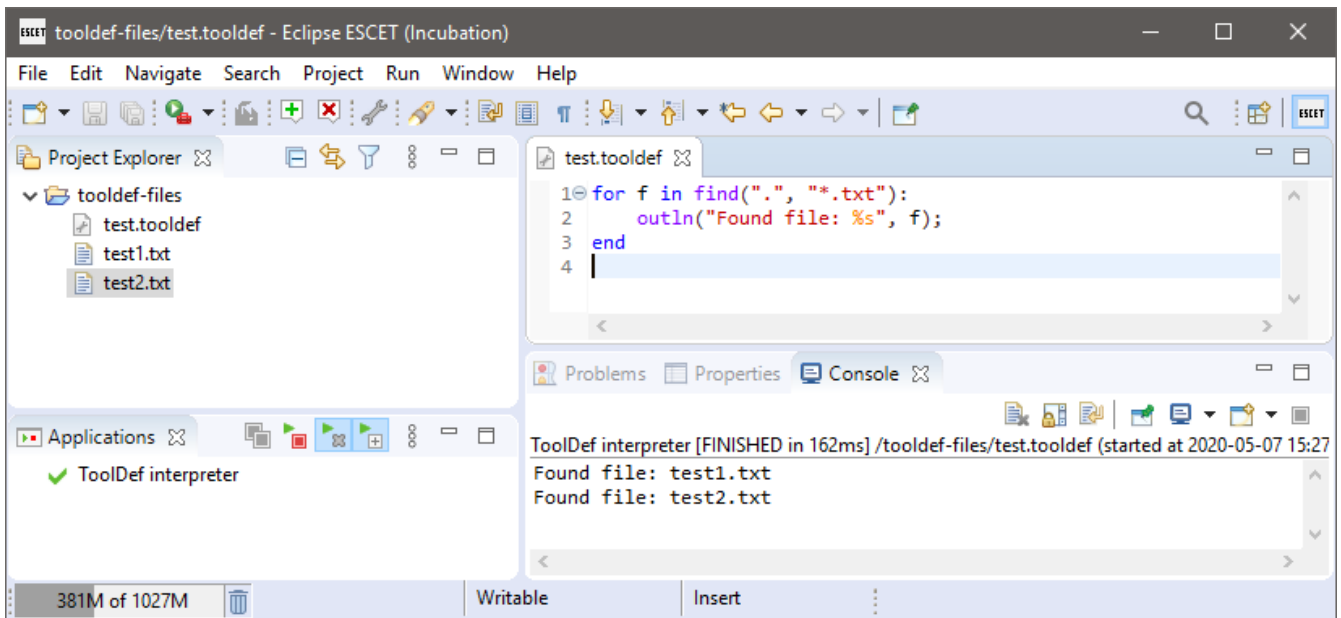 ESCET tooldef-files/test.tooldef - Eclipse ESCET (Incubation)
File Edit Navigate Search Project Run Window Help
ESCET
Project Explorer
tooldef-files
test.tooldef
test1.txt
test2.txt
test.tooldef
1 for f in find(".", "*.txt"):
2 outln("Found file: %s", f);
3 end
4
Problems Properties Console
Applications
ToolDef interpreter
ToolDef interpreter [FINISHED in 162ms] /tooldef-files/test.tooldef (started at 2020-05-07 15:27
Found file: test1.txt
Found file: test2.txt
381M of 1027M Writable Insert